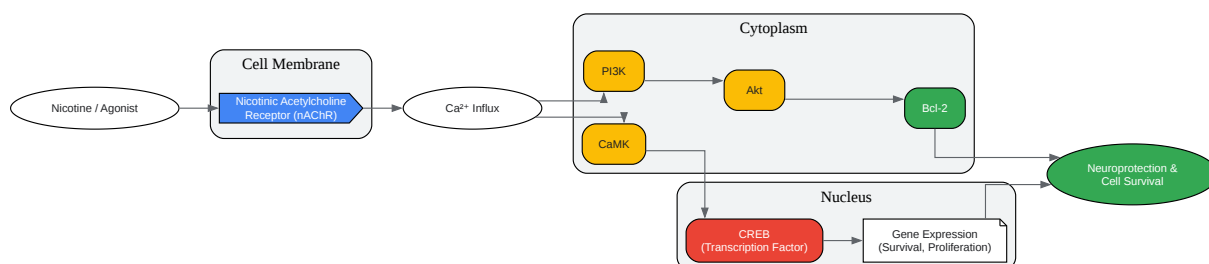 Cytoplasm
Cell Membrane
PI3K
Akt
Nicotine / Agonist
Nicotinic Acetylcholine
Receptor (nAChR)
Ca²⁺ Influx
Bcl-2
CaMK
Neuroprotection &
Cell Survival
Nucleus
CREB
(Transcription Factor)
Gene Expression
(Survival, Proliferation)